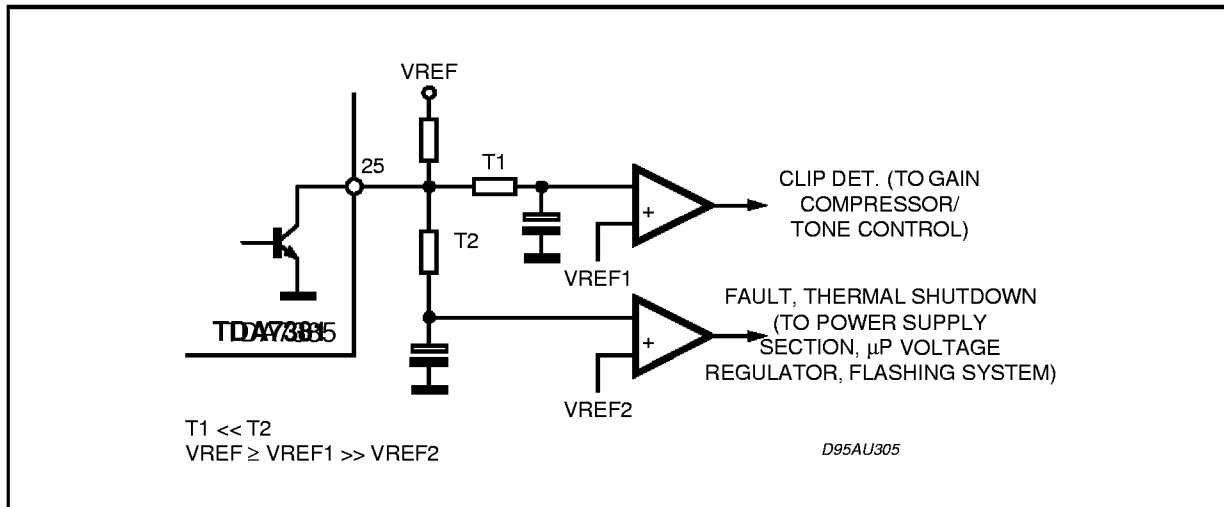 VREF
25
T1
T2
+
VREF1
CLIP DET. (TO GAIN
COMPRESSOR/
TONE CONTROL)
+
VREF2
FAULT, THERMAL SHUTDOWN
(TO POWER SUPPLY
SECTION, μP VOLTAGE
REGULATOR, FLASHING SYSTEM)
T1 << T2
VREF ≥ VREF1 >> VREF2
D95AU305